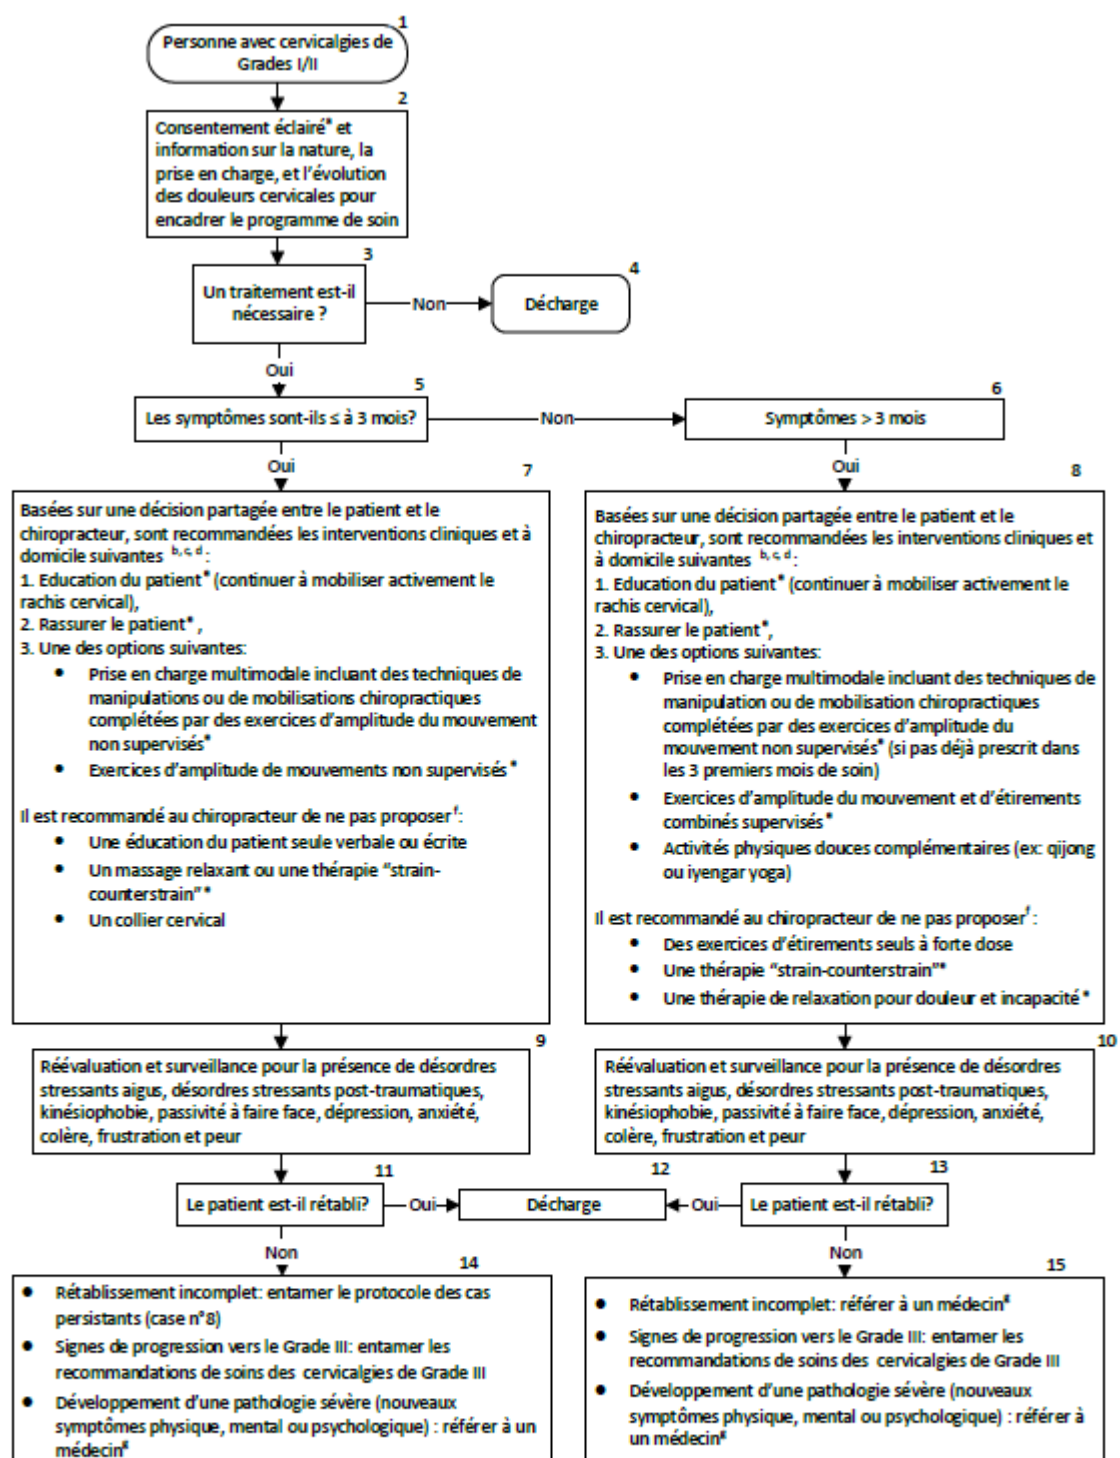 1
Personne avec cervicalgies de
Grades I/II
2
Consentement éclairé* et
information sur la nature, la
prise en charge, et l'évolution
des douleurs cervicales pour
encadrer le programme de soin
3
Un traitement est-il
nécessaire ?
Non
4
Décharge
Oui
5
Les symptômes sont-ils ≤ à 3 mois?
Non
6
Symptômes > 3 mois
Oui
7
Basées sur une décision partagée entre le patient et le
chiropracteur, sont recommandées les interventions cliniques et à
domicile suivantes b, c, d :
1. Education du patient* (continuer à mobiliser activement le
rachis cervical),
2. Rassurer le patient* ,
3. Une des options suivantes:
• Prise en charge multimodale incluant des techniques de
manipulations ou de mobilisations chiropractiques
complétées par des exercices d'amplitude du mouvement
non supervisés*
• Exercices d'amplitude de mouvements non supervisés *
Il est recommandé au chiropracteur de ne pas proposer f :
• Une éducation du patient seule verbale ou écrite
• Un massage relaxant ou une thérapie "strain-
counterstrain" *
• Un collier cervical
Oui
8
Basées sur une décision partagée entre le patient et le
chiropracteur, sont recommandées les interventions cliniques et
à domicile suivantes b, c, d :
1. Education du patient* (continuer à mobiliser activement le
rachis cervical),
2. Rassurer le patient*,
3. Une des options suivantes:
• Prise en charge multimodale incluant des techniques de
manipulation ou de mobilisation chiropractiques
complétées par des exercices d'amplitude du
mouvement non supervisés* (si pas déjà prescrit dans
les 3 premiers mois de soin)
• Exercices d'amplitude du mouvement et d'étirements
combinés supervisés*
• Activités physiques douces complémentaires (ex: qijong
ou iyengar yoga)
Il est recommandé au chiropracteur de ne pas proposer f :
• Des exercices d'étirements seuls à forte dose
• Une thérapie "strain-counterstrain"*
• Une thérapie de relaxation pour douleur et incapacité *
9
Réévaluation et surveillance pour la présence de désordres
stressants aigus, désordres stressants post-traumatiques,
kinésiophobie, passivité à faire face, dépression, anxiété,
colère, frustration et peur
10
Réévaluation et surveillance pour la présence de désordres
stressants aigus, désordres stressants post-traumatiques,
kinésiophobie, passivité à faire face, dépression, anxiété,
colère, frustration et peur
11
Le patient est-il rétabli?
Oui
12
Décharge
Oui
13
Le patient est-il rétabli?
Non
14
• Rétablissement incomplet: entamer le protocole des cas
persistants (case n°8)
• Signes de progression vers le Grade III: entamer les
recommandations de soins des cervicalgies de Grade III
• Développement d'une pathologie sévère (nouveaux
symptômes physique, mental ou psychologique) : référer à un
médecin g
Non
15
• Rétablissement incomplet: référer à un médecin g
• Signes de progression vers le Grade III: entamer les
recommandations de soins des cervicalgies de Grade III
• Développement d'une pathologie sévère (nouveaux
symptômes physique, mental ou psychologique) : référer à
un médecin g